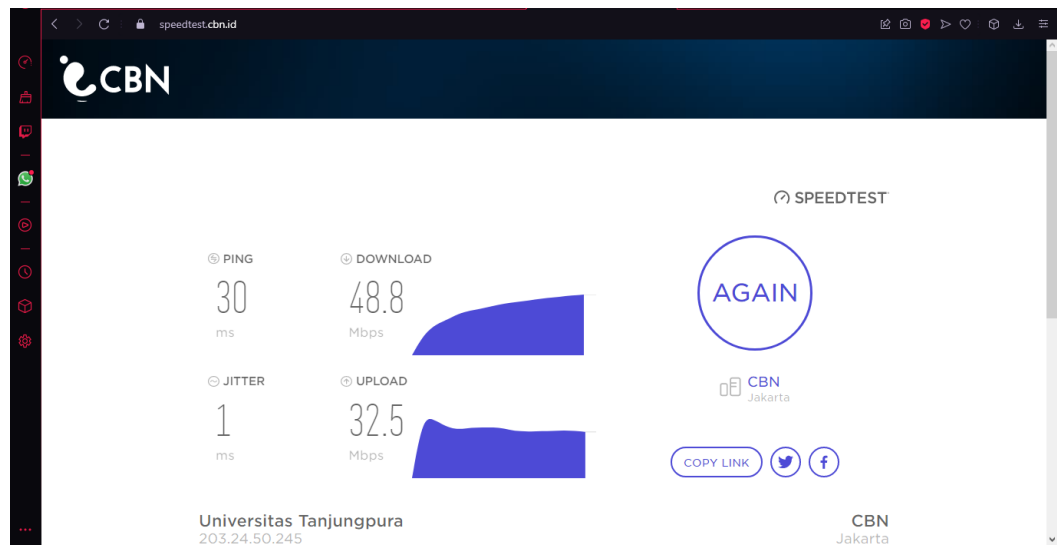 speedtest.cbn.id
CBN
SPEEDTEST
PING
30
ms
DOWNLOAD
48.8
Mbps
AGAIN
JITTER
1
ms
UPLOAD
32.5
Mbps
CBN
Jakarta
COPY LINK
Universitas Tanjungpura
203.24.50.245
CBN
Jakarta